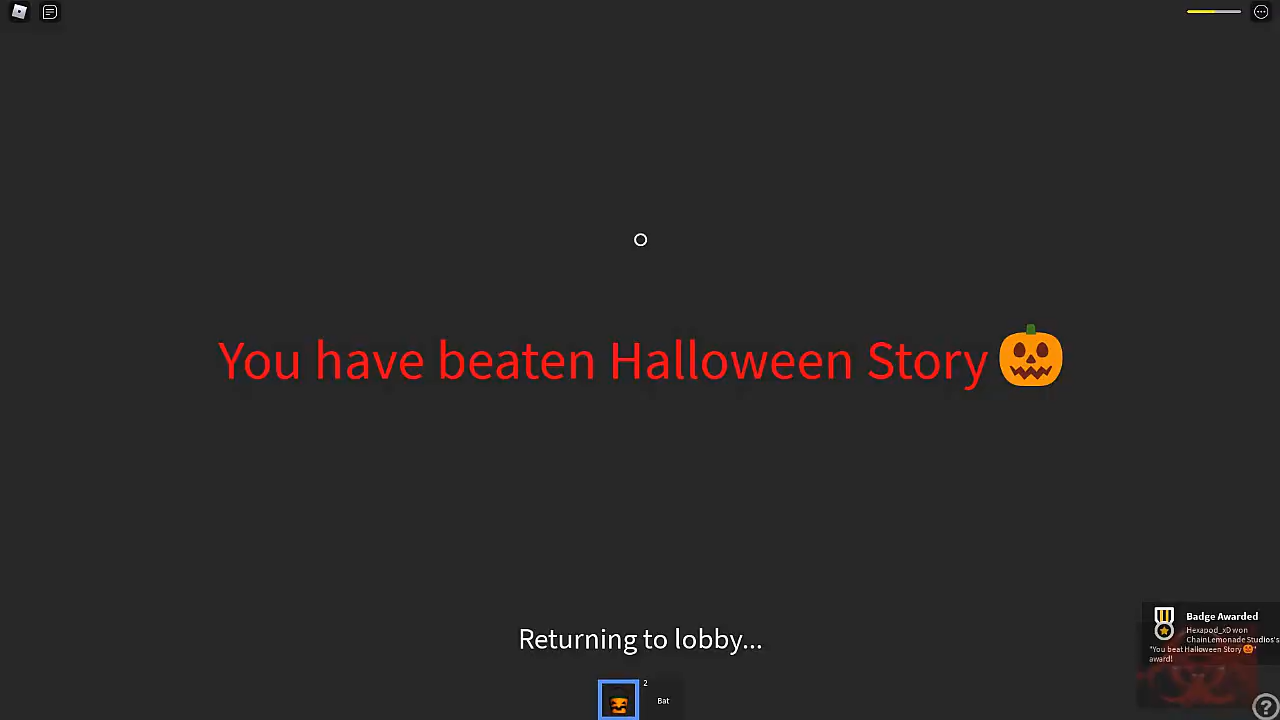 You have beaten Halloween Story 🎃
Returning to lobby...
Badge Awarded
Hexapod_xD won
ChainLemonade Studios's
"You beat Halloween Story 🎃"
award!
2
Bat
?